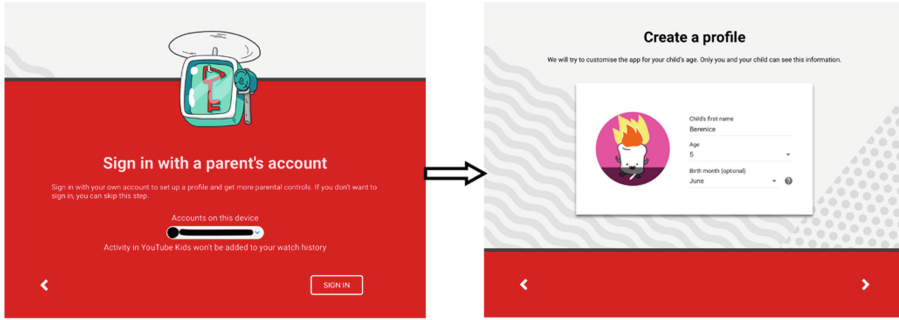 Sign in with a parent's account
Sign in with your own account to set up a profile and get more parental controls. If you don't want to
sign in, you can skip this step.
Accounts on this device
Activity in YouTube Kids won't be added to your watch history
SIGN IN
Create a profile
We will try to customise the app for your child's age. Only you and your child can see this information.
Child's first name
Berenice
Age
5
Birth month (optional)
June
?